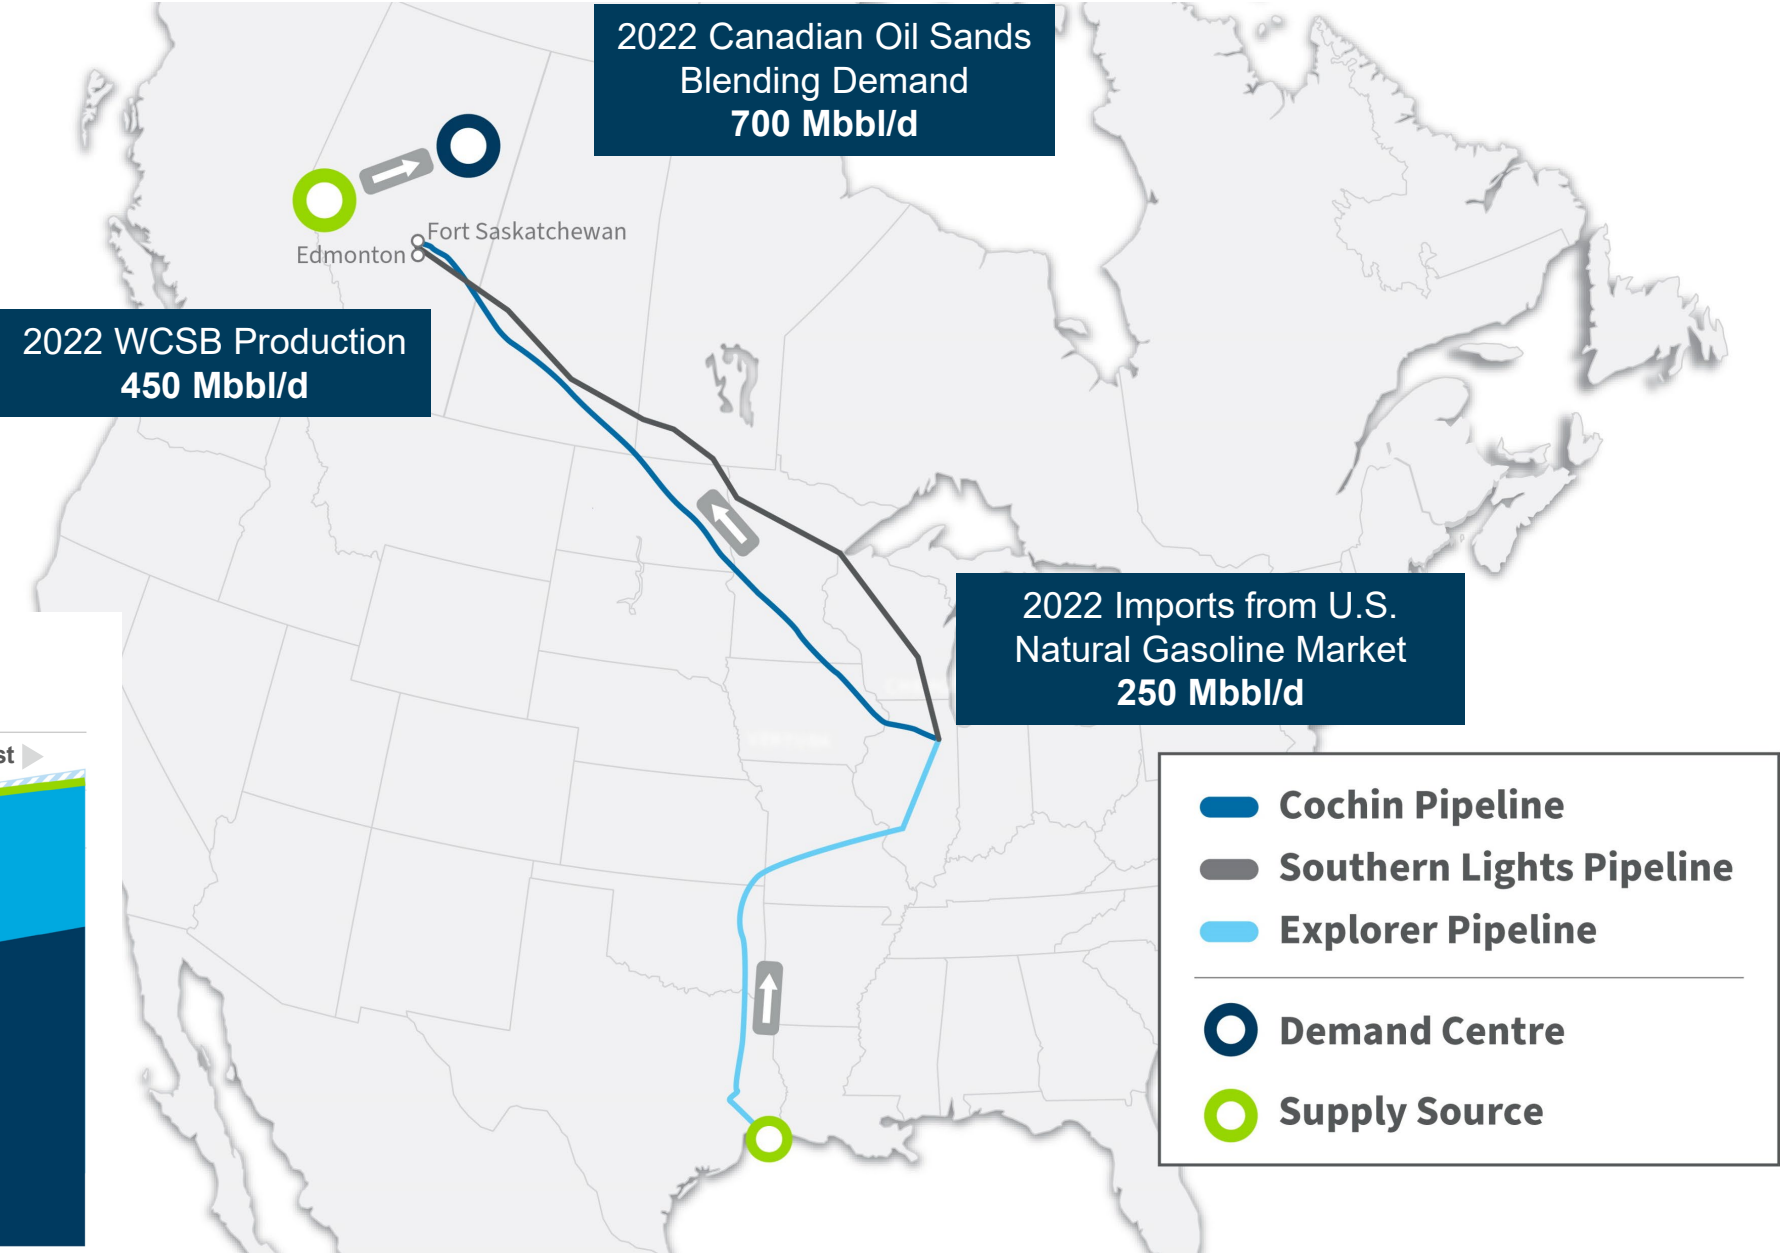 2022 Canadian Oil Sands
Blending Demand
700 Mbbl/d
Fort Saskatchewan
Edmonton
2022 WCSB Production
450 Mbbl/d
2022 Imports from U.S.
Natural Gasoline Market
250 Mbbl/d
st
Cochin Pipeline
Southern Lights Pipeline
Explorer Pipeline
Demand Centre
Supply Source